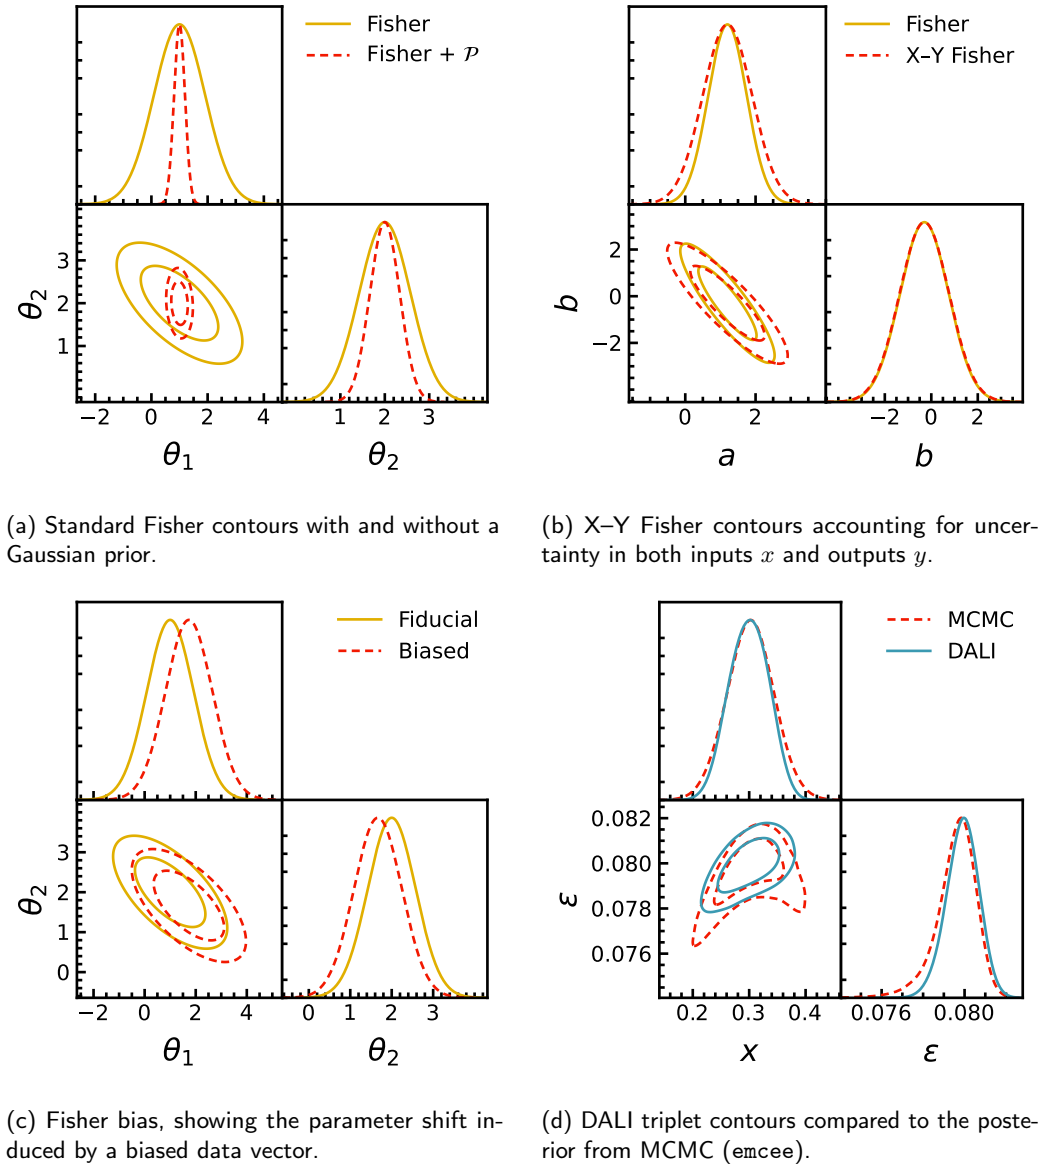 Fisher
Fisher + 𝒫
3
2
1
θ₂
−2 0 2 4
θ₁
1 2 3
θ₂
(a) Standard Fisher contours with and without a
Gaussian prior.
Fisher
X–Y Fisher
2
0
−2
b
0 2
a
−2 0 2
b
(b) X–Y Fisher contours accounting for uncer-
tainty in both inputs x and outputs y.
Fiducial
Biased
3
2
1
0
θ₂
−2 0 2 4
θ₁
0 1 2 3
θ₂
(c) Fisher bias, showing the parameter shift in-
duced by a biased data vector.
MCMC
DALI
0.082
0.080
0.078
0.076
ε
0.2 0.3 0.4
x
0.076 0.080
ε
(d) DALI triplet contours compared to the poste-
rior from MCMC (emcee).